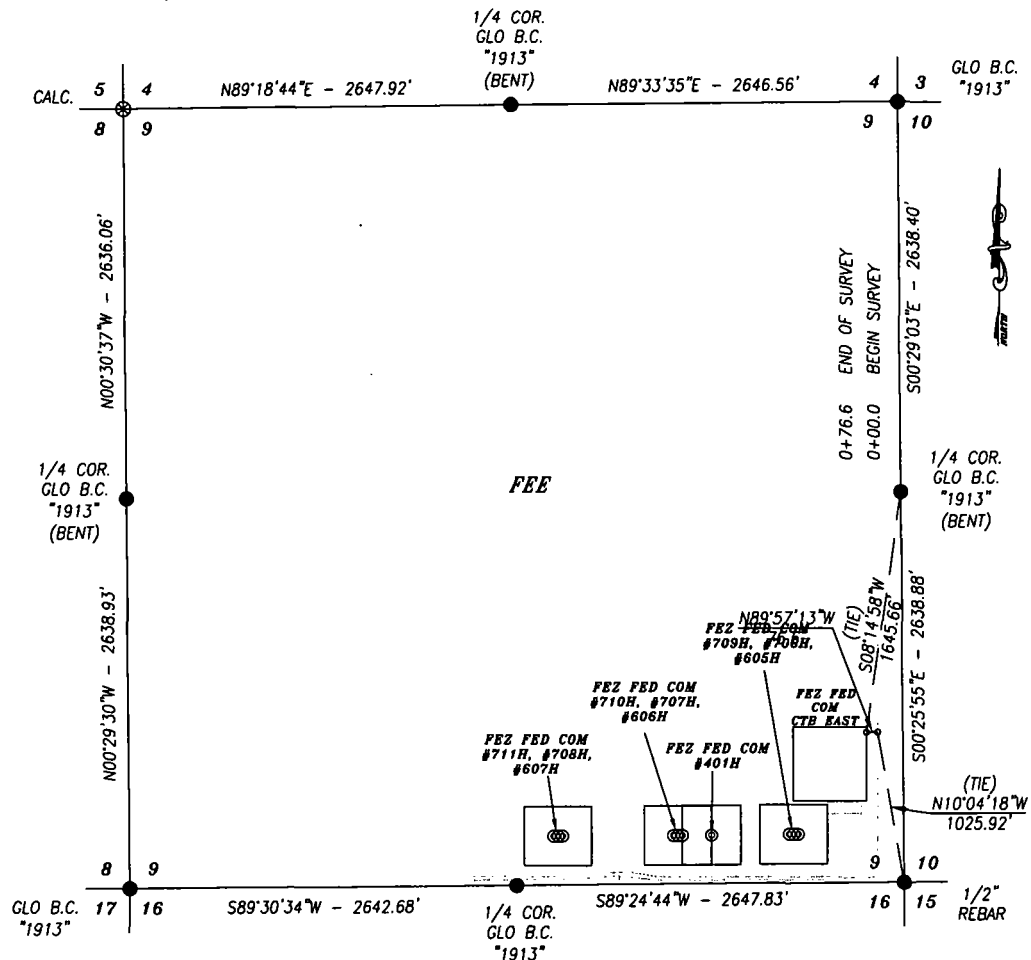 1/4 COR.
GLO B.C.
"1913"
(BENT)
5 4
CALC.
N89°18'44"E - 2647.92'
N89°33'35"E - 2646.56'
4 3
GLO B.C.
"1913"
8 9
9 10
N00°30'37"W - 2636.06'
0+76.6 END OF SURVEY
0+00.0 BEGIN SURVEY
S00°29'03"E - 2638.40'
NORTH
1/4 COR.
GLO B.C.
"1913"
(BENT)
FEE
1/4 COR.
GLO B.C.
"1913"
(BENT)
N00°29'30"W - 2638.93'
(TIE)
S08°14'58"W
1645.66'
S00°25'55"E - 2638.88'
N89°57'13"W
FEZ FED COM
#709H, #706H,
#605H
FEZ FED COM
#710H, #707H,
#606H
FEZ FED
COM
CTB EAST
FEZ FED COM
#711H, #708H,
#607H
FEZ FED COM
#401H
(TIE)
N10°04'18"W
1025.92'
8 9
9 10
GLO B.C.
"1913"
17 16
S89°30'34"W - 2642.68'
1/4 COR.
GLO B.C.
"1913"
S89°24'44"W - 2647.83'
16 15
1/2"
REBAR